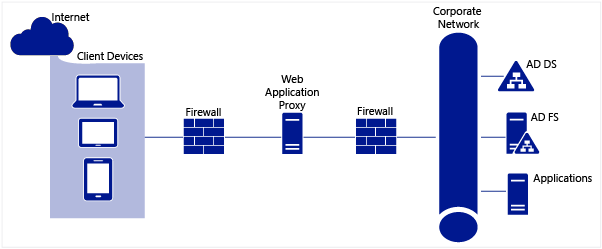 Internet
Client Devices
Firewall
Web
Application
Proxy
Firewall
Corporate
Network
AD DS
AD FS
Applications